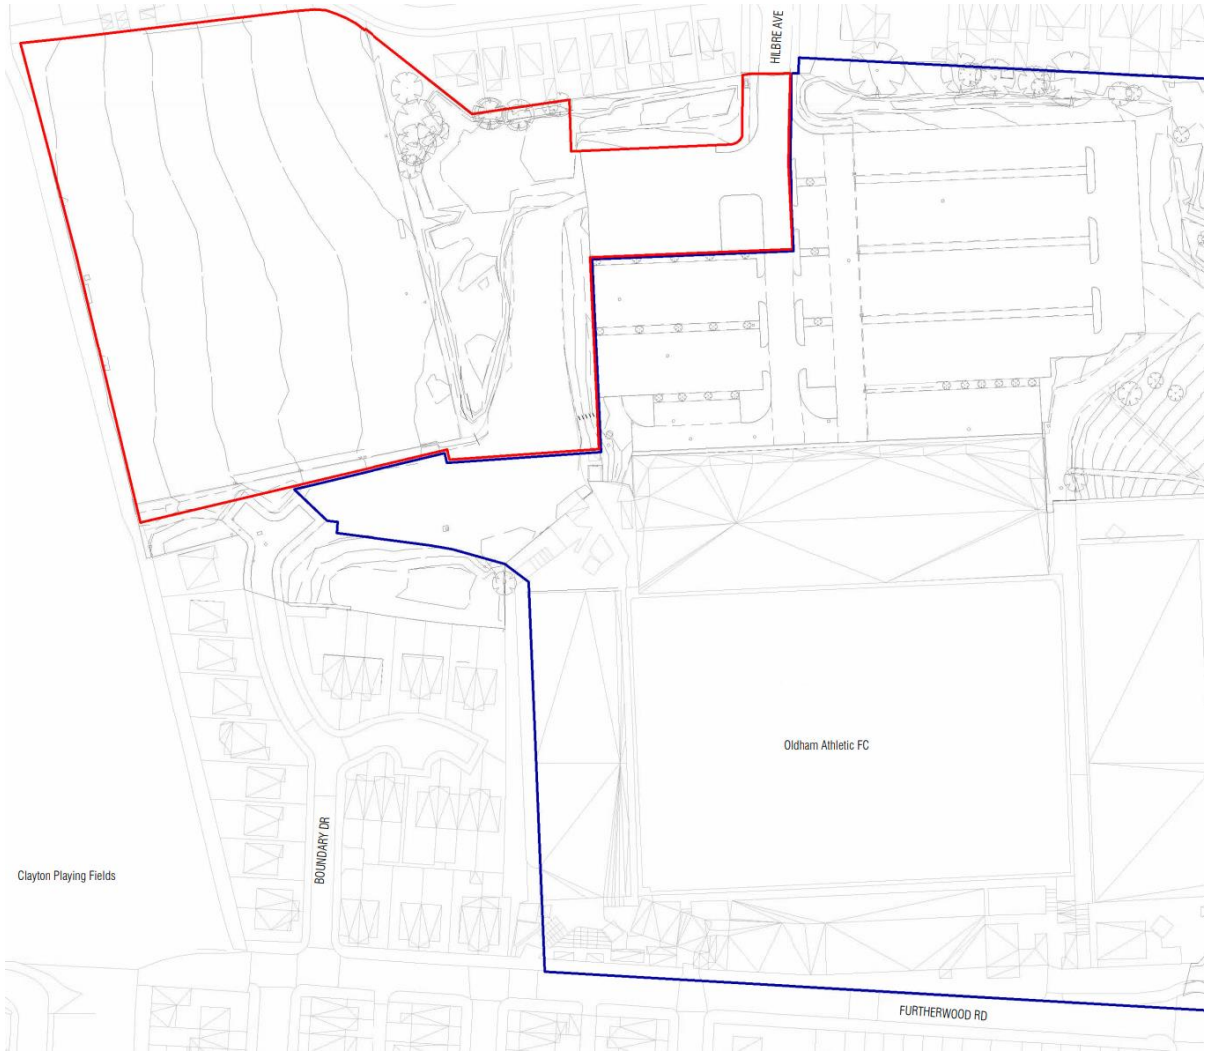 HILBRE AVE
Oldham Athletic FC
BOUNDARY DR
Clayton Playing Fields
FURTHERWOOD RD